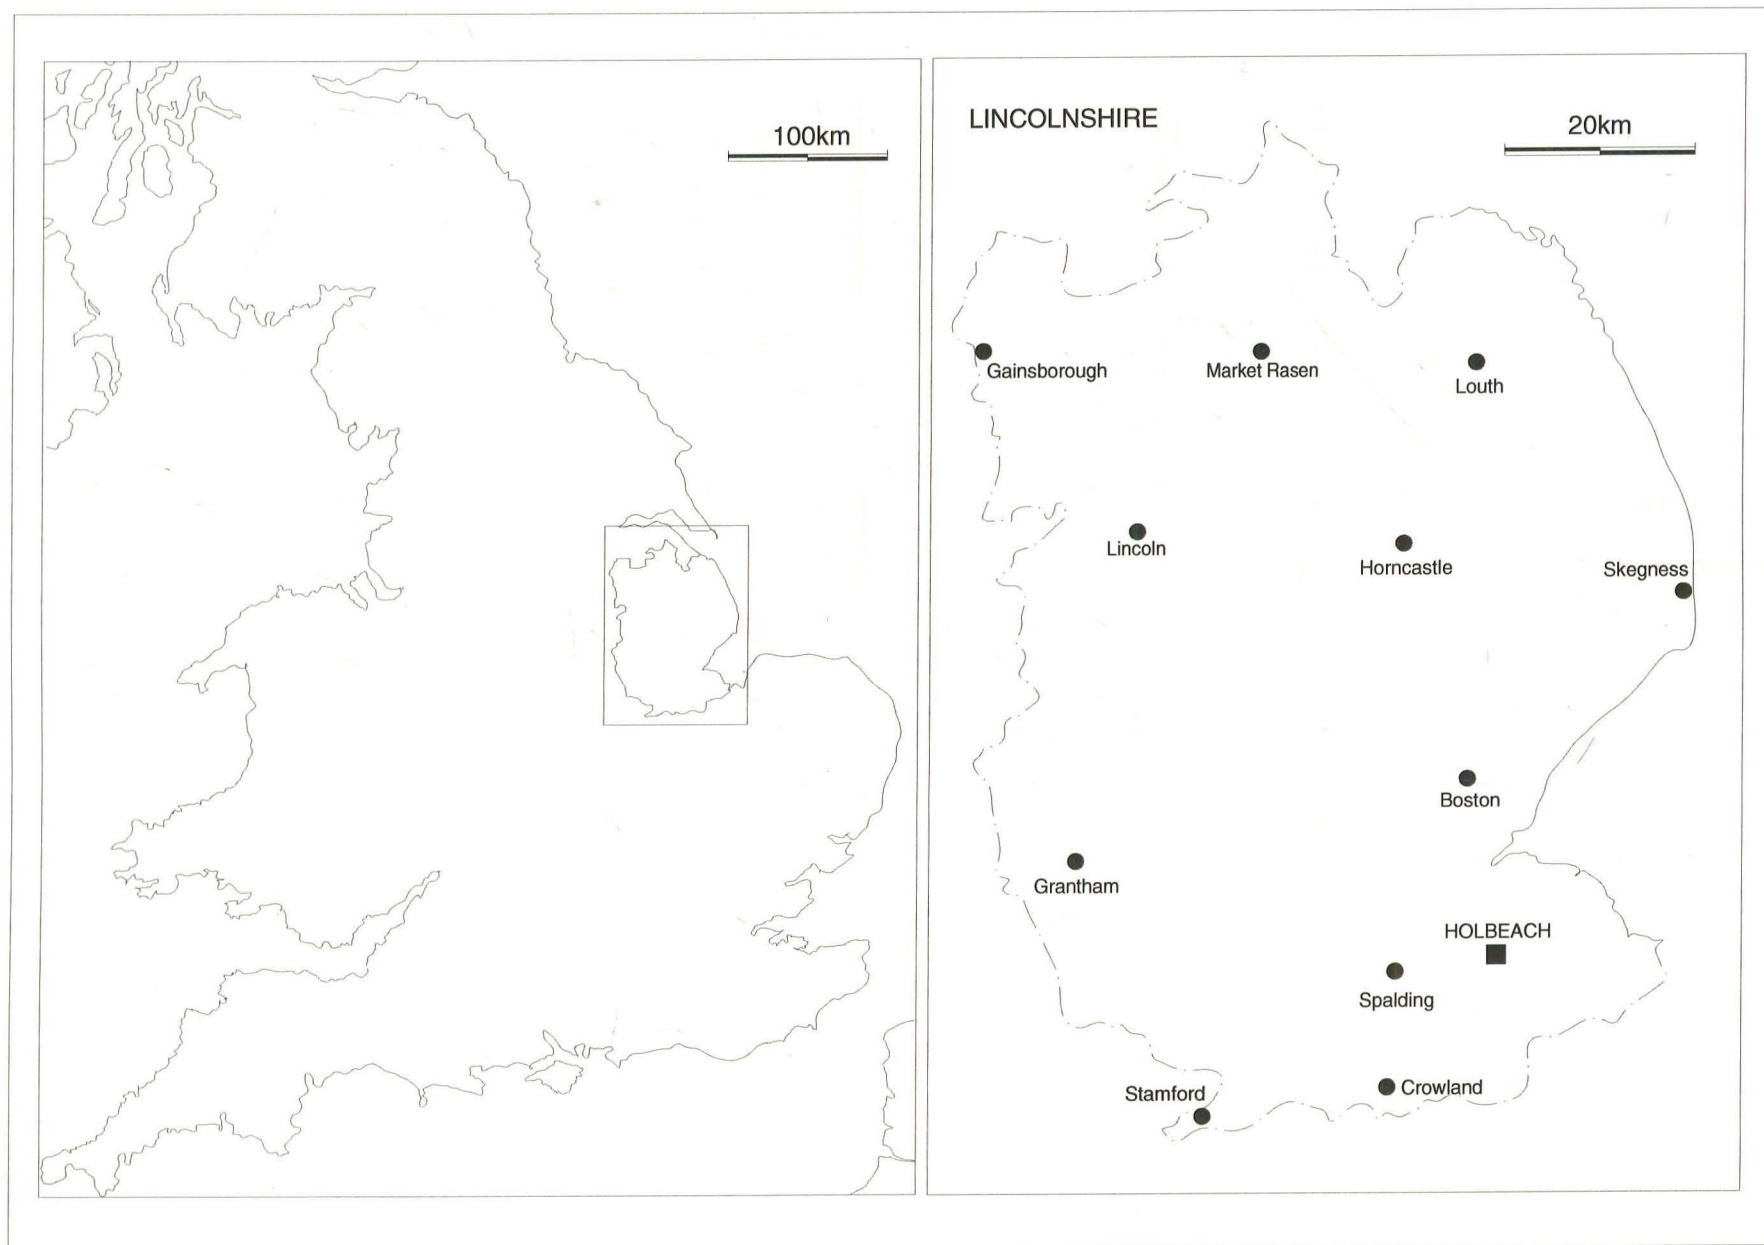 100km
LINCOLNSHIRE
20km
Gainsborough
Market Rasen
Louth
Lincoln
Horncastle
Skegness
Boston
Grantham
HOLBEACH
Spalding
Stamford
Crowland